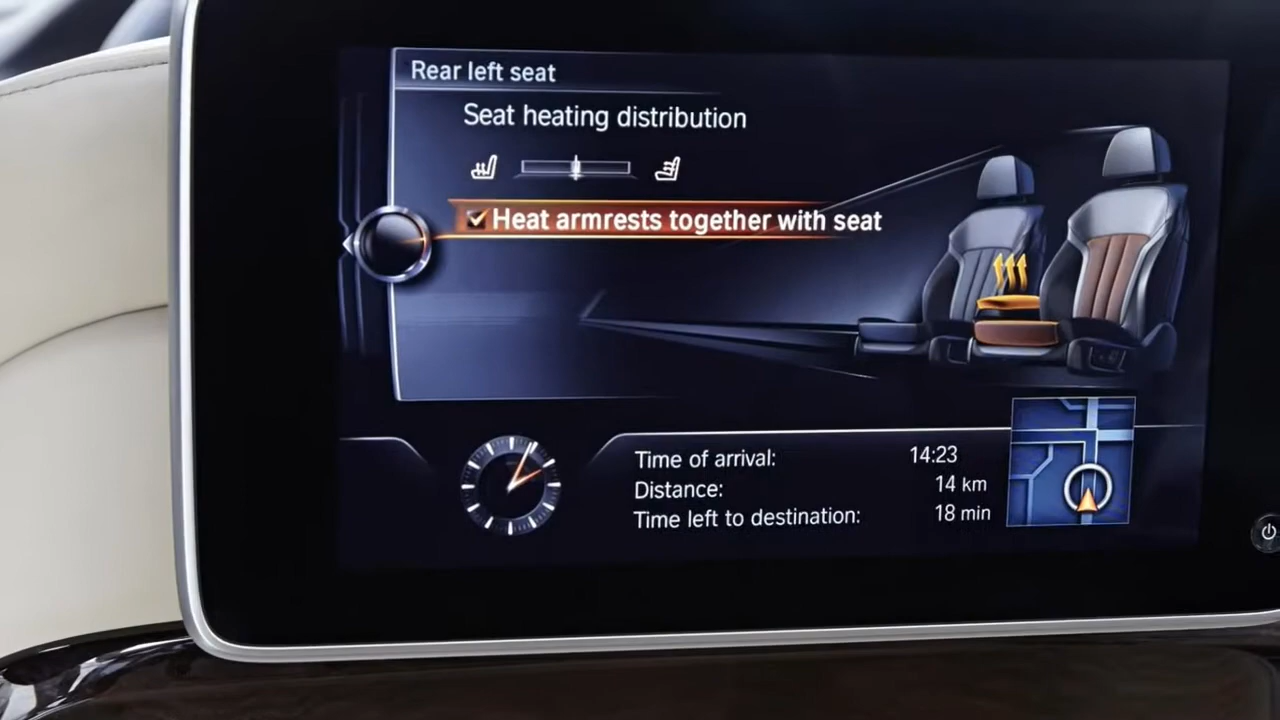 Rear left seat
Seat heating distribution
Heat armrests together with seat
Time of arrival: 14:23
Distance: 14 km
Time left to destination: 18 min